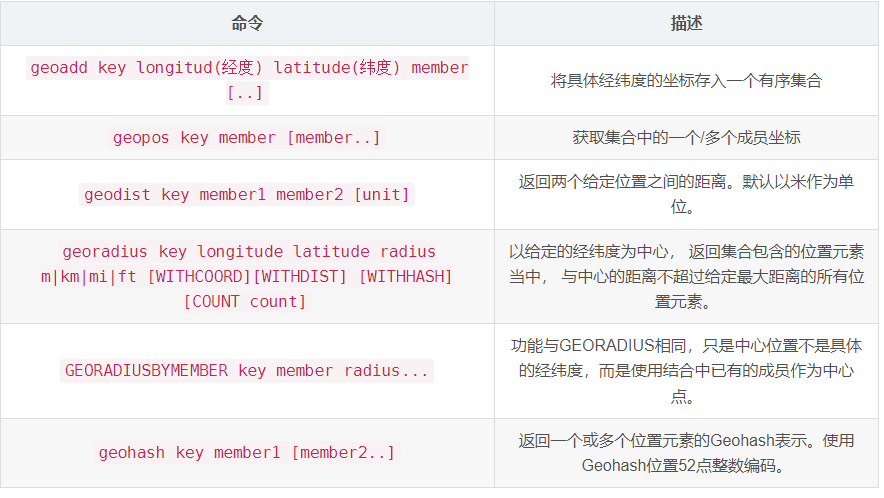 命令
描述
geoadd key longitud(经度) latitude(纬度) member
[..]
将具体经纬度的坐标存入一个有序集合
geopos key member [member..]
获取集合中的一个/多个成员坐标
geodist key member1 member2 [unit]
返回两个给定位置之间的距离。默认以米作为单
位。
georadius key longitude latitude radius
m|km|mi|ft [WITHCOORD][WITHDIST] [WITHHASH]
[COUNT count]
以给定的经纬度为中心， 返回集合包含的位置元素
当中， 与中心的距离不超过给定最大距离的所有位
置元素。
GEORADIUSBYMEMBER key member radius...
功能与GEORADIUS相同，只是中心位置不是具体
的经纬度，而是使用结合中已有的成员作为中心
点。
geohash key member1 [member2..]
返回一个或多个位置元素的Geohash表示。使用
Geohash位置52点整数编码。